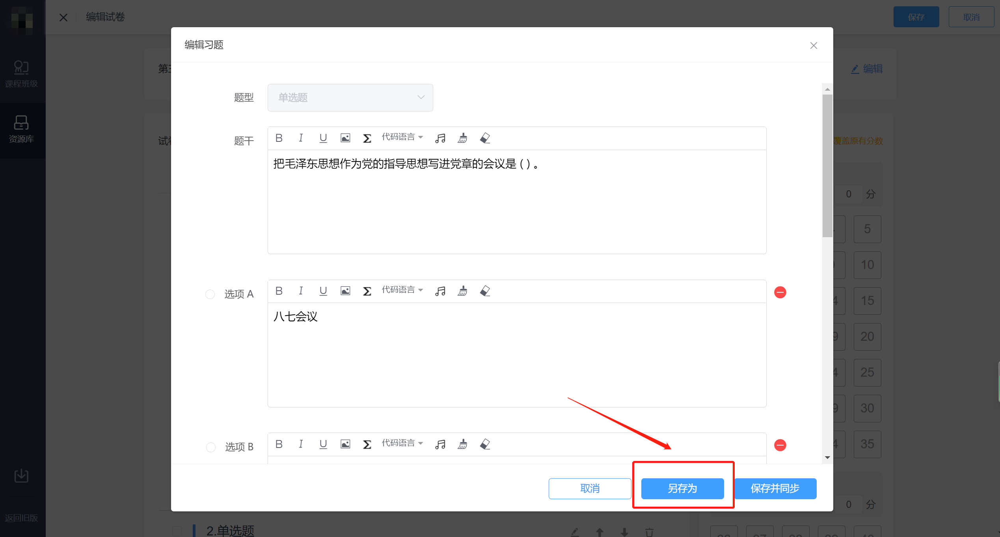 编辑试卷
保存
取消
编辑习题
课程班级
资源库
返回旧版
编辑
题型
单选题
题干
B I U Σ 代码语言
把毛泽东思想作为党的指导思想写进党章的会议是 ( ) 。
覆盖原有分数
0 分
5
10
选项 A
B I U Σ 代码语言
八七会议
4 15
9 20
4 25
9 30
选项 B
B I U Σ 代码语言
4 35
取消
另存为
保存并同步
0 分
2.单选题